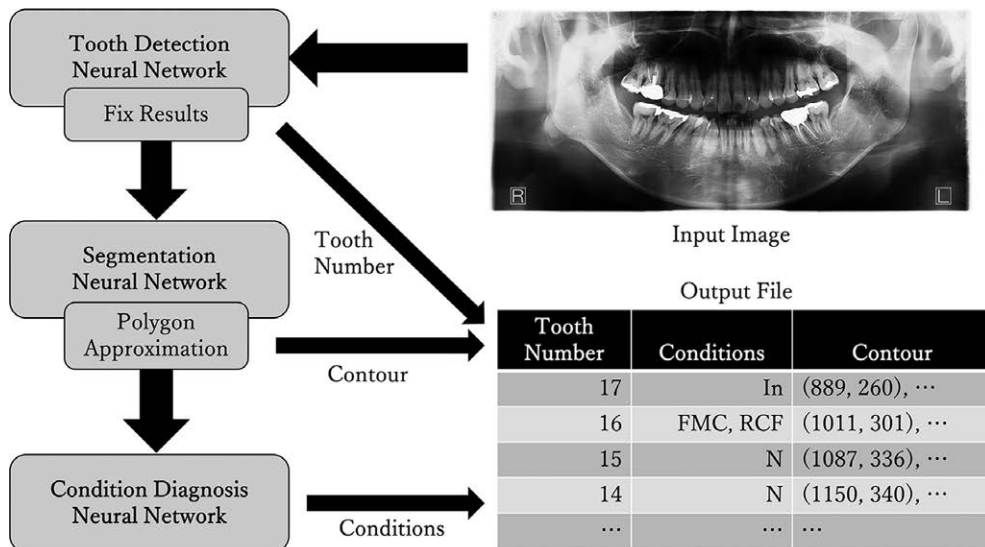 Tooth Detection
Neural Network
Fix Results
R
L
Input Image
Tooth
Number
Segmentation
Neural Network
Polygon
Approximation
Contour
Condition Diagnosis
Neural Network
Conditions
Output File
Tooth Number Conditions Contour
17 In (889, 260), ⋯
16 FMC, RCF (1011, 301), ⋯
15 N (1087, 336), ⋯
14 N (1150, 340), ⋯
⋯ ⋯ ⋯